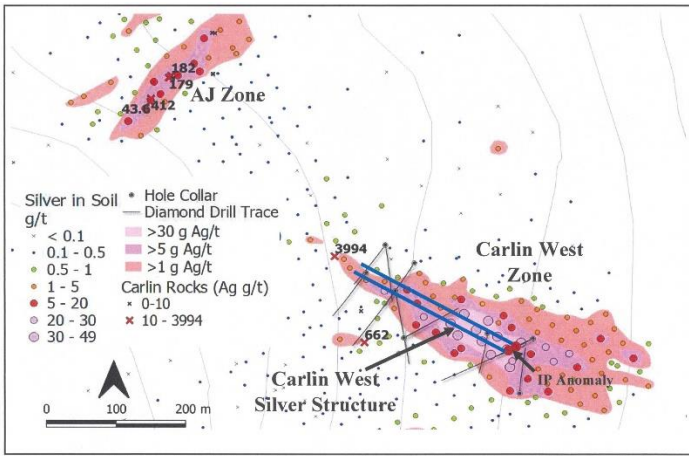 182
179
412
43.6
AJ Zone
Silver in Soil
g/t
< 0.1
0.1 - 0.5
0.5 - 1
1 - 5
5 - 20
20 - 30
30 - 49
Hole Collar
Diamond Drill Trace
>30 g Ag/t
>5 g Ag/t
>1 g Ag/t
Carlin Rocks (Ag g/t)
0-10
10 - 3994
3994
662
Carlin West
Zone
Carlin West
Silver Structure
IP Anomaly
0 100 200 m